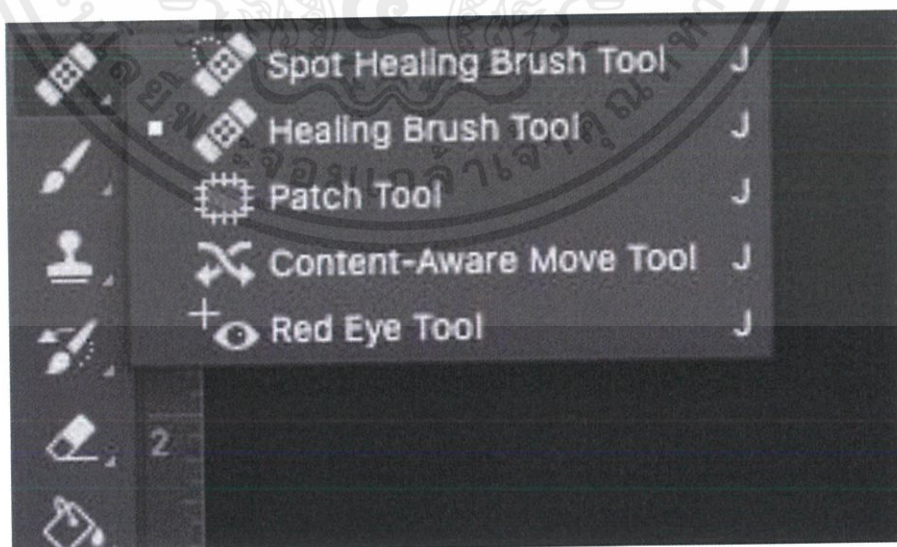 Spot Healing Brush Tool J
Healing Brush Tool J
Patch Tool J
Content-Aware Move Tool J
Red Eye Tool J
2